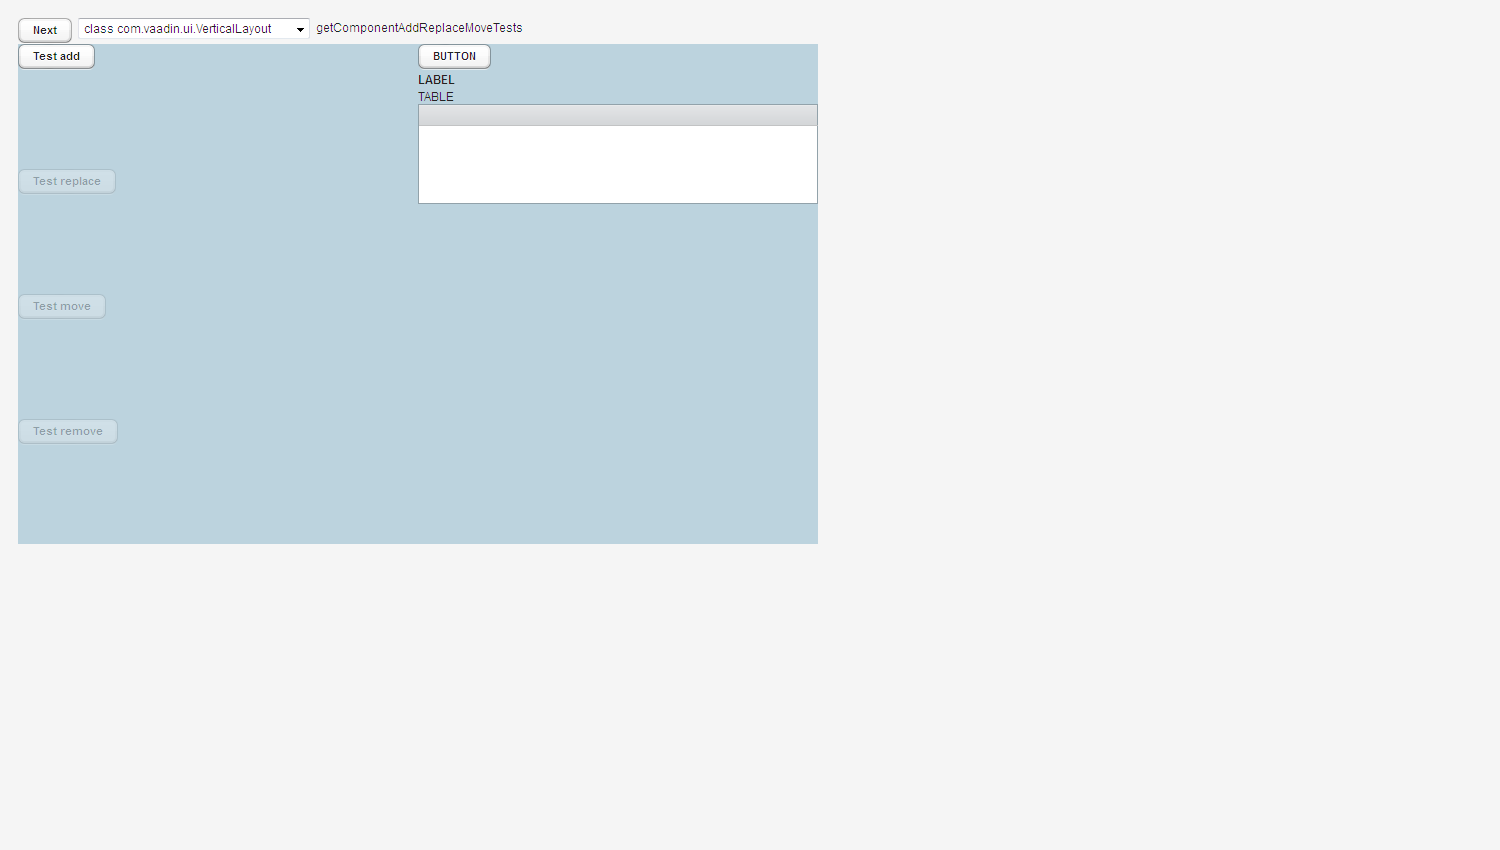 Next class com.vaadin.ui.VerticalLayout getComponentAddReplaceMoveTests
Test add BUTTON
LABEL
TABLE
Test replace
Test move
Test remove